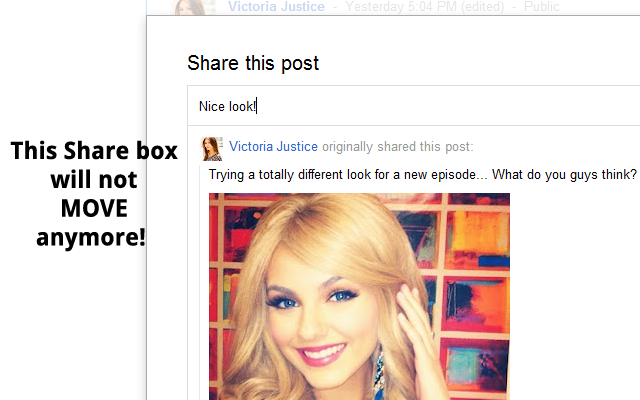 Victoria Justice - Yesterday 5:04 PM (edited) - Public
Share this post
Nice look!
This Share box
will not
MOVE
anymore!
Victoria Justice originally shared this post:
Trying a totally different look for a new episode... What do you guys think?